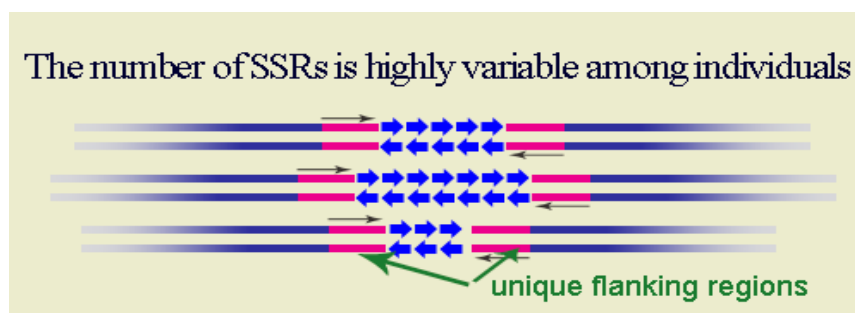 The number of SSRs is highly variable among individuals
unique flanking regions